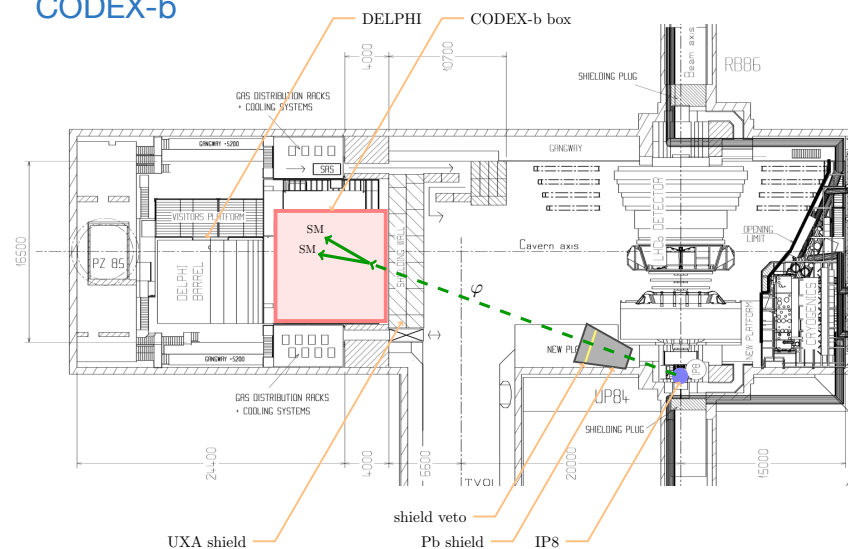 CODEX-b
DELPHI
CODEX-b box
4000
10700
Beam axis
RB86
SHIELDING PLUG
GAS DISTRIBUTION RACKS
+ COOLING SYSTEMS
GANGWAY -5200
GANGWAY
SAS
LHCb DETECTOR
VISITORS PLATFORM
SM
SM
OPENING
LIMIT
16500
PZ 85
DELPHI
BARREL
SHIELDING WALL
Cavern axis
CRYOGENICS
φ
NEW PLATFORM
GANGWAY -5200
IP8
UP84
GAS DISTRIBUTION RACKS
+ COOLING SYSTEMS
SHIELDING PLUG
24400
4000
6600
20000
15000
shield veto
UXA shield
Pb shield
IP8